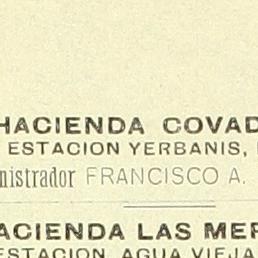 HACIENDA COVAD
ESTACION YERBANIS,
nistrador FRANCISCO A.
ACIENDA LAS MER
ESTACION, AGUA VIEJA